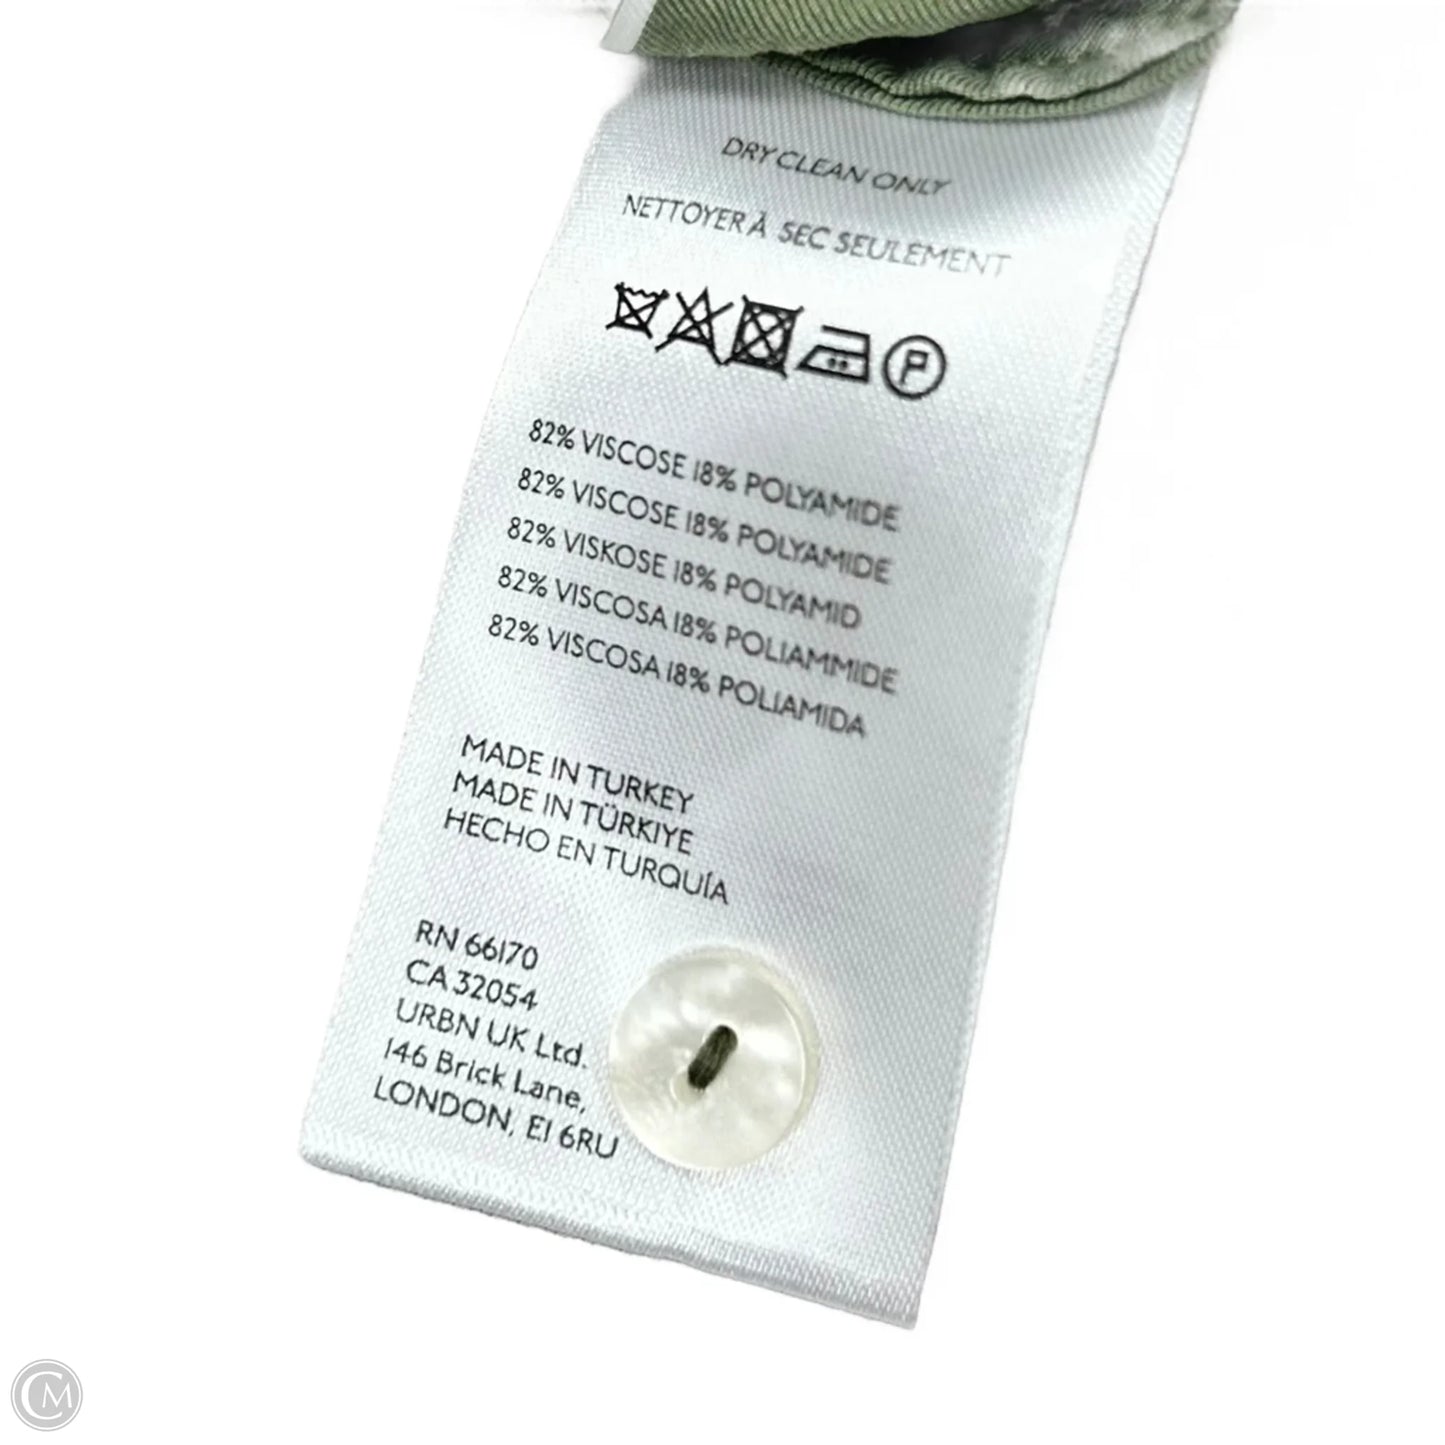 DRY CLEAN ONLY
NETTOYER À SEC SEULEMENT
P
82% VISCOSE 18% POLYAMIDE
82% VISCOSE 18% POLYAMIDE
82% VISKOSE 18% POLYAMID
82% VISCOSA 18% POLIAMMIDE
82% VISCOSA 18% POLIAMIDA
MADE IN TURKEY
MADE IN TÜRKIYE
HECHO EN TURQUÍA
RN 66170
CA 32054
URBN UK Ltd.
146 Brick Lane,
LONDON, E1 6RU
CM